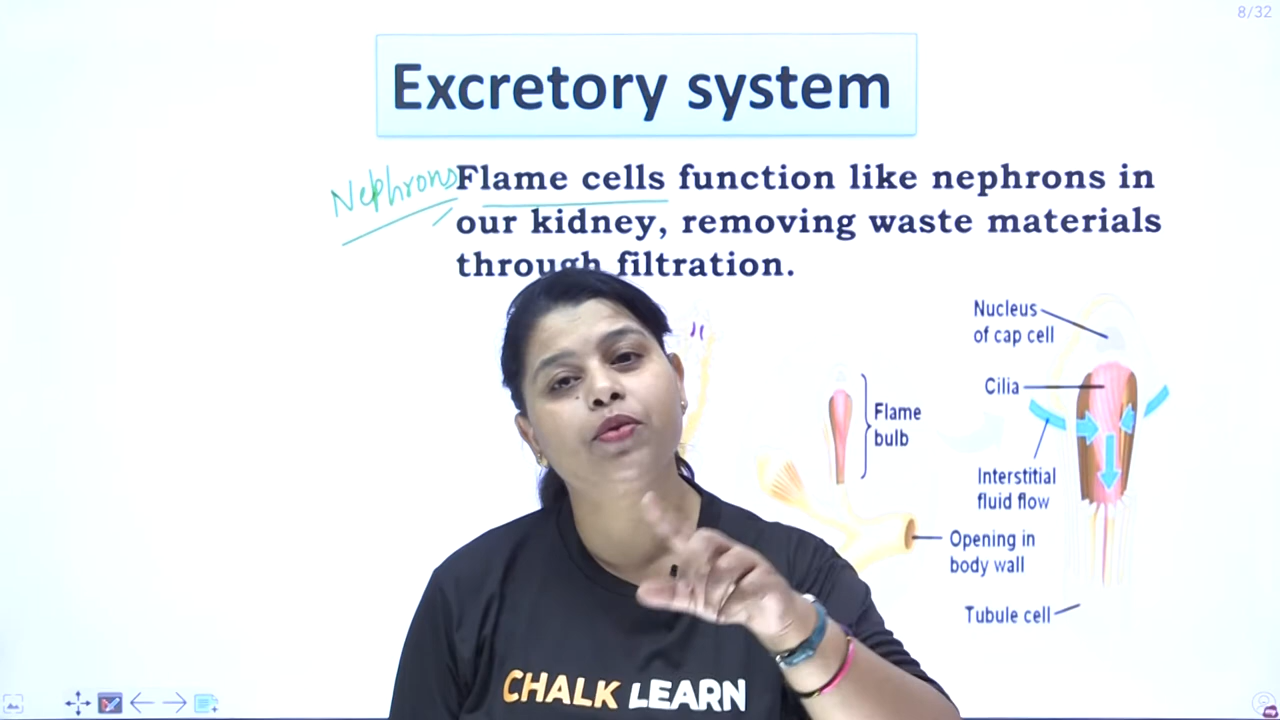 8/32
Excretory system
Nephrons
Flame cells function like nephrons in
our kidney, removing waste materials
through filtration.
Nucleus
of cap cell
Cilia
Flame
bulb
Interstitial
fluid flow
Opening in
body wall
Tubule cell
CHALK LEARN